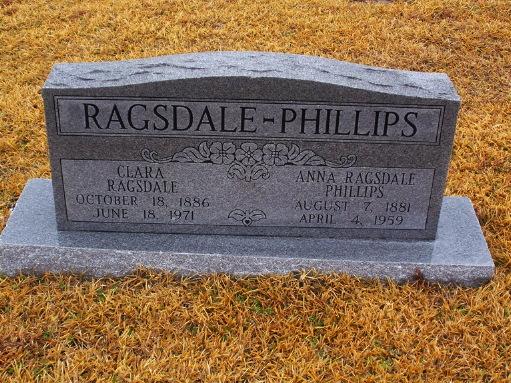 RAGSDALE-PHILLIPS
CLARA
RAGSDALE
OCTOBER 18, 1886
JUNE 18, 1971
ANNA RAGSDALE
PHILLIPS
AUGUST 7, 1881
APRIL 4, 1959